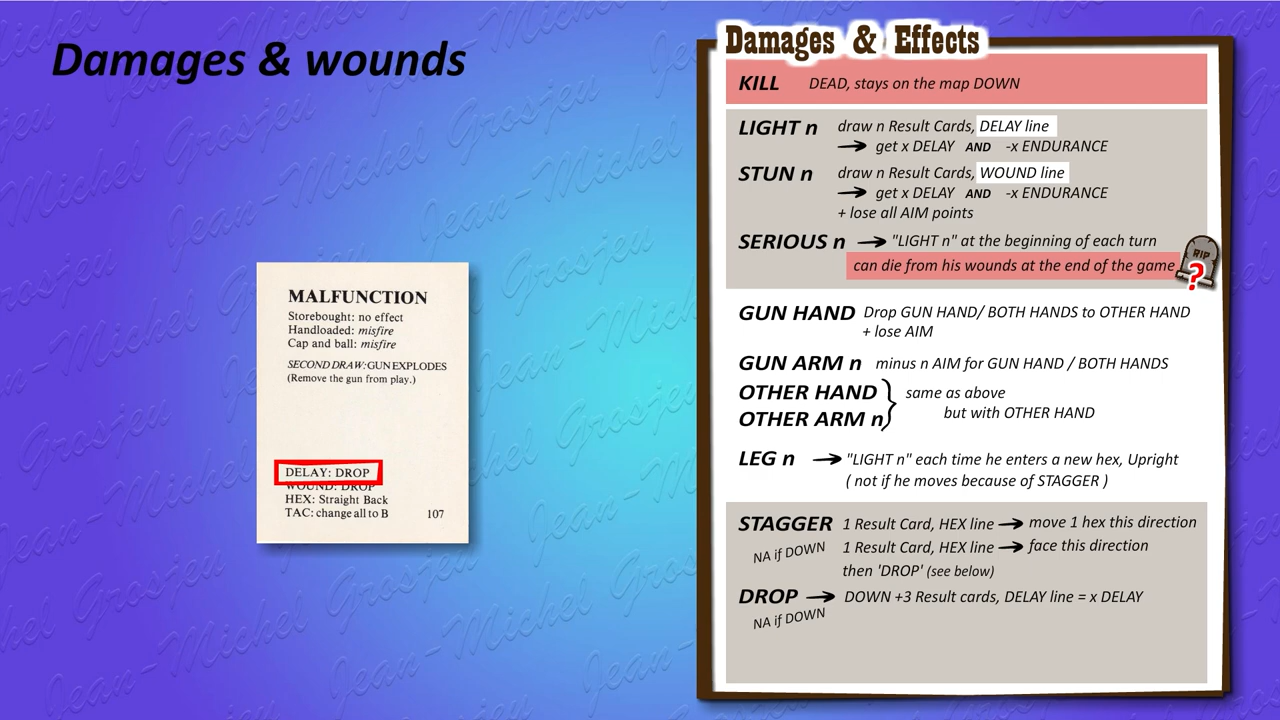 Damages & wounds
MALFUNCTION
Storebought: no effect
Handloaded: misfire
Cap and ball: misfire
SECOND DRAW: GUN EXPLODES
(Remove the gun from play.)
DELAY: DROP
WOUND: DROP
HEX: Straight Back
TAC: change all to B 107
Damages & Effects
KILL DEAD, stays on the map DOWN
LIGHT n draw n Result Cards, DELAY line
→ get x DELAY AND -x ENDURANCE
STUN n draw n Result Cards, WOUND line
→ get x DELAY AND -x ENDURANCE
+ lose all AIM points
SERIOUS n → "LIGHT n" at the beginning of each turn
can die from his wounds at the end of the game
RIP
?
GUN HAND Drop GUN HAND/ BOTH HANDS to OTHER HAND
+ lose AIM
GUN ARM n minus n AIM for GUN HAND / BOTH HANDS
OTHER HAND } same as above
OTHER ARM n but with OTHER HAND
LEG n → "LIGHT n" each time he enters a new hex, Upright
( not if he moves because of STAGGER )
STAGGER 1 Result Card, HEX line → move 1 hex this direction
NA if DOWN 1 Result Card, HEX line → face this direction
then 'DROP' (see below)
DROP → DOWN +3 Result cards, DELAY line = x DELAY
NA if DOWN
Jean-Michel Grosjeu